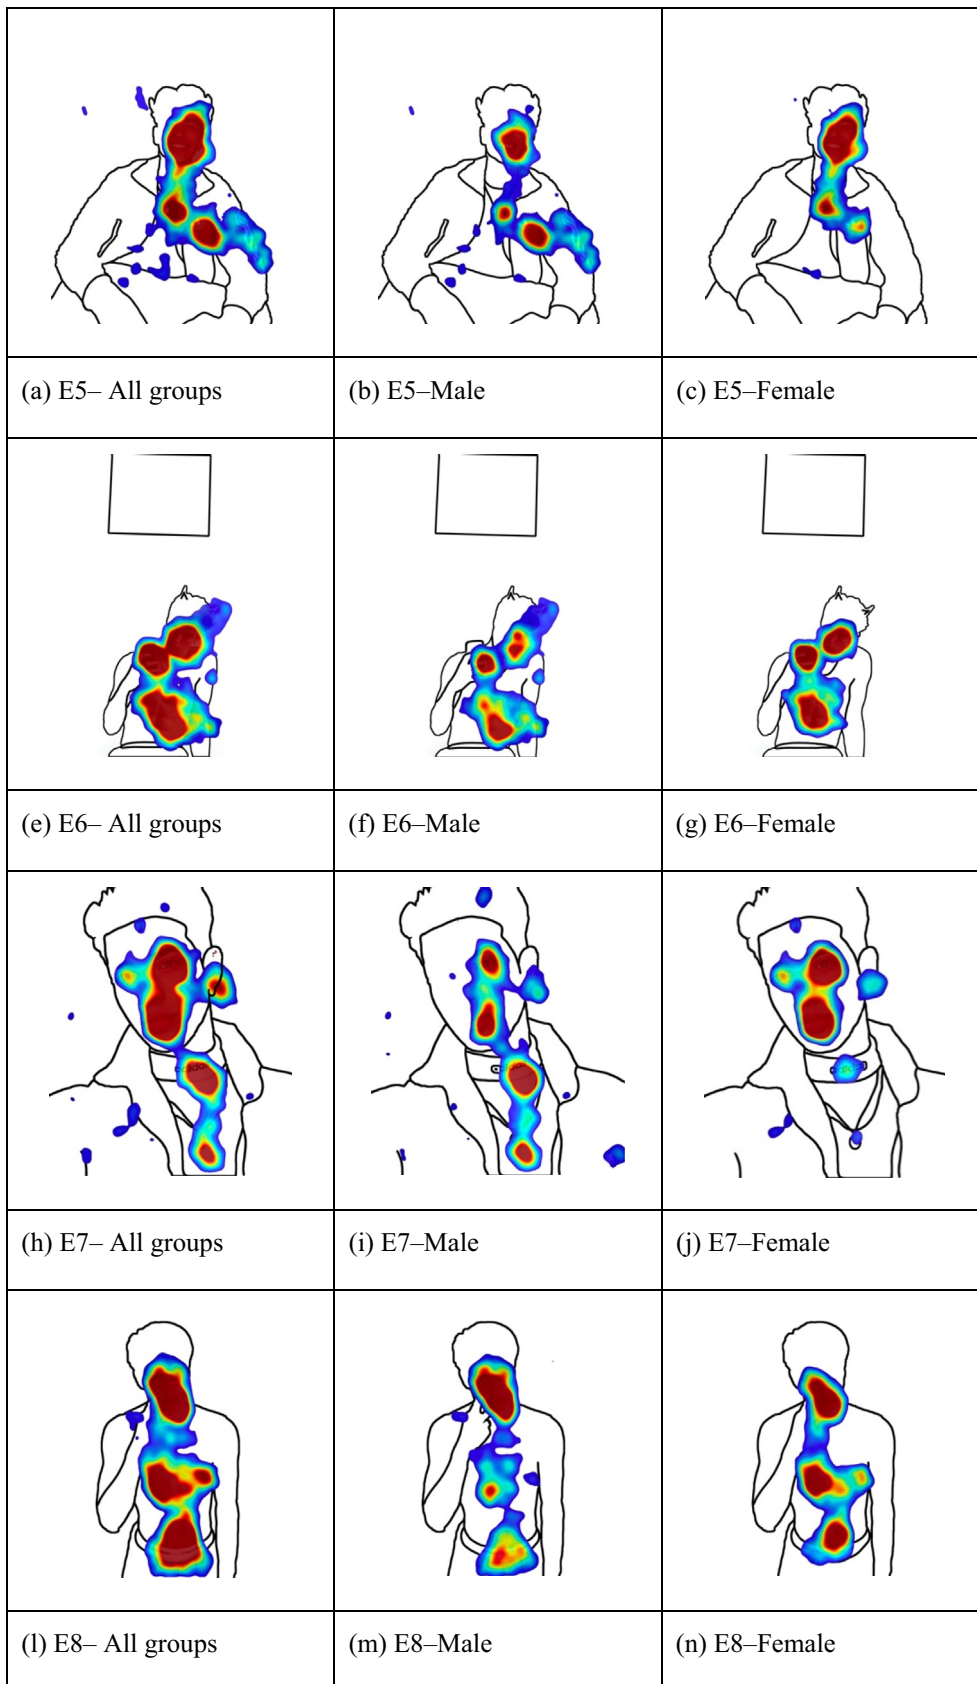 (a) E5– All groups
(b) E5–Male
(c) E5–Female
(e) E6– All groups
(f) E6–Male
(g) E6–Female
(h) E7– All groups
(i) E7–Male
(j) E7–Female
(l) E8– All groups
(m) E8–Male
(n) E8–Female